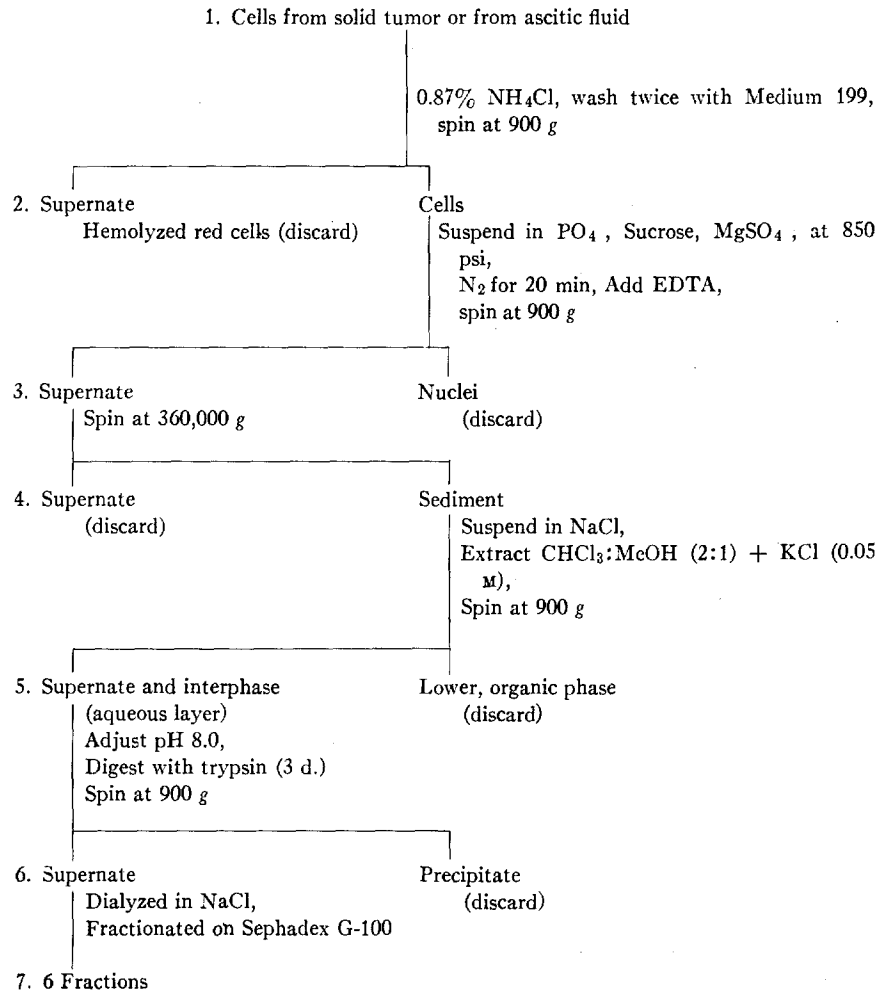 1. Cells from solid tumor or from ascitic fluid
0.87% NH₄Cl, wash twice with Medium 199,
spin at 900 g
2. Supernate
Hemolyzed red cells (discard)
Cells
Suspend in PO₄ , Sucrose, MgSO₄ , at 850
psi,
N₂ for 20 min, Add EDTA,
spin at 900 g
3. Supernate
Spin at 360,000 g
Nuclei
(discard)
4. Supernate
(discard)
Sediment
Suspend in NaCl,
Extract CHCl₃:MeOH (2:1) + KCl (0.05
M),
Spin at 900 g
5. Supernate and interphase
(aqueous layer)
Adjust pH 8.0,
Digest with trypsin (3 d.)
Spin at 900 g
Lower, organic phase
(discard)
6. Supernate
Dialyzed in NaCl,
Fractionated on Sephadex G-100
Precipitate
(discard)
7. 6 Fractions